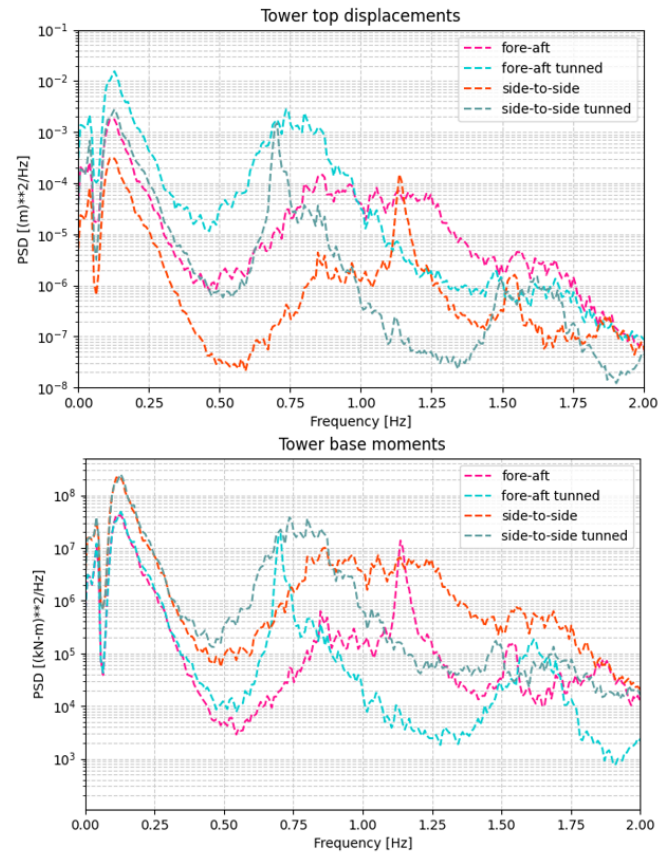 Tower top displacements
10^-1
10^-2
10^-3
10^-4
10^-5
10^-6
10^-7
10^-8
PSD [(m)**2/Hz]
fore-aft
fore-aft tunned
side-to-side
side-to-side tunned
0.00 0.25 0.50 0.75 1.00 1.25 1.50 1.75 2.00
Frequency [Hz]
Tower base moments
10^8
10^7
10^6
10^5
10^4
10^3
PSD [(kN-m)**2/Hz]
fore-aft
fore-aft tunned
side-to-side
side-to-side tunned
0.00 0.25 0.50 0.75 1.00 1.25 1.50 1.75 2.00
Frequency [Hz]